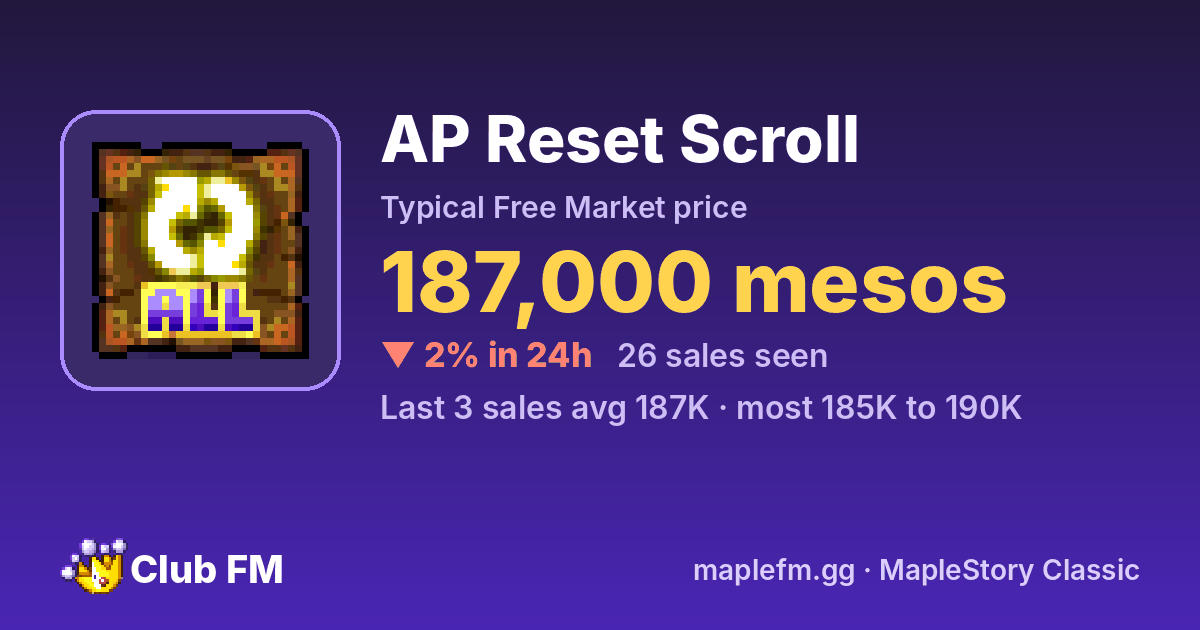 ALL
AP Reset Scroll
Typical Free Market price
187,000 mesos
▼ 2% in 24h 26 sales seen
Last 3 sales avg 187K · most 185K to 190K
Club FM
maplefm.gg · MapleStory Classic